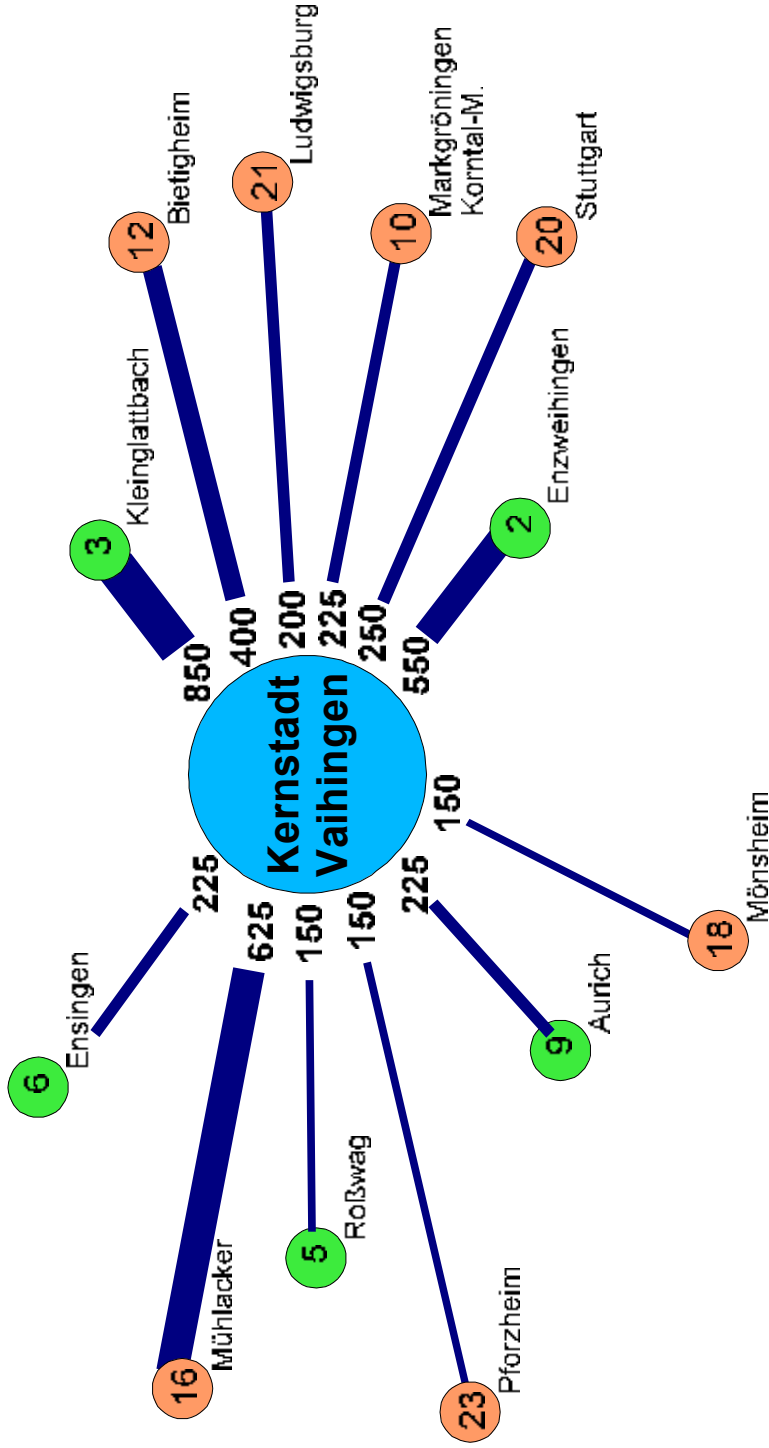 6
Ensingen
3
Kleinglattbach
12
Bietigheim
16
Mühlacker
225
850
400
625
21
Ludwigsburg
200
Kernstadt
Vaihingen
150
5
Roßwag
225
10
Markgröningen
Korntal-M.
150
23
Pforzheim
250
20
Stuttgart
225
9
Aurich
550
2
Enzweihingen
150
18
Mönsheim